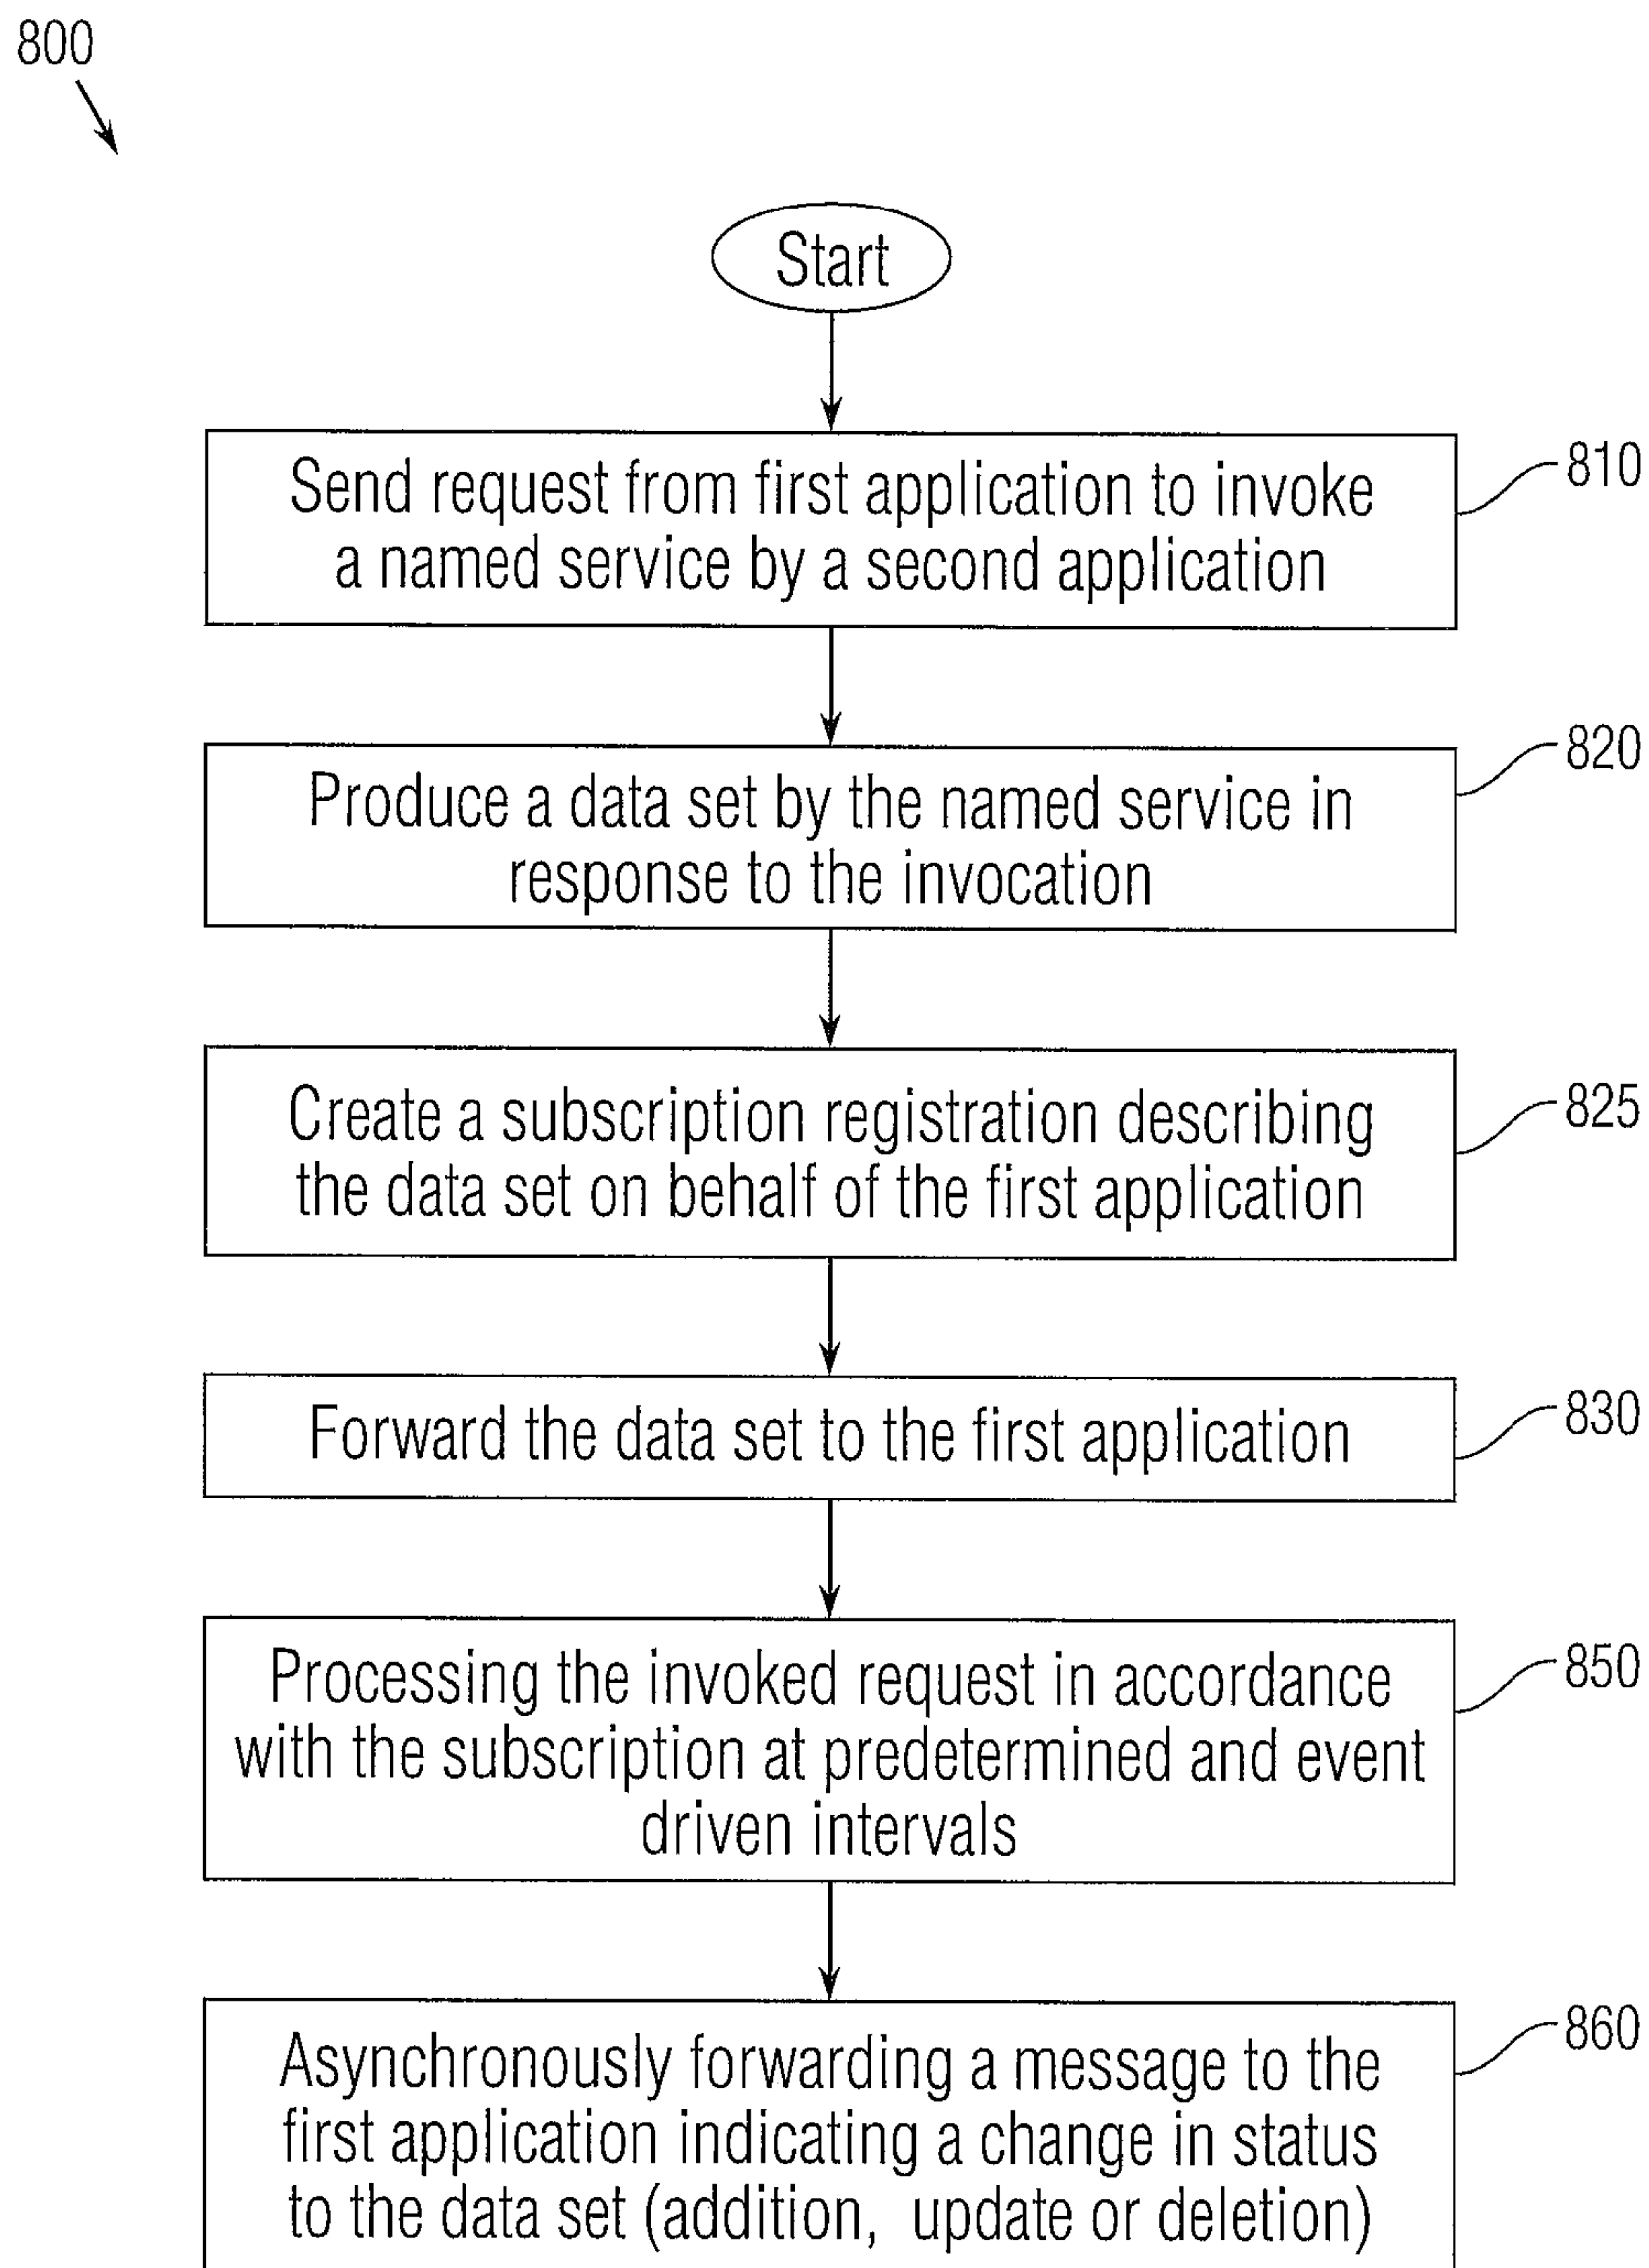 800
Start
Send request from first application to invoke
a named service by a second application
810
Produce a data set by the named service in
response to the invocation
820
Create a subscription registration describing
the data set on behalf of the first application
825
Forward the data set to the first application
830
Processing the invoked request in accordance
with the subscription at predetermined and event
driven intervals
850
Asynchronously forwarding a message to the
first application indicating a change in status
to the data set (addition, update or deletion)
860